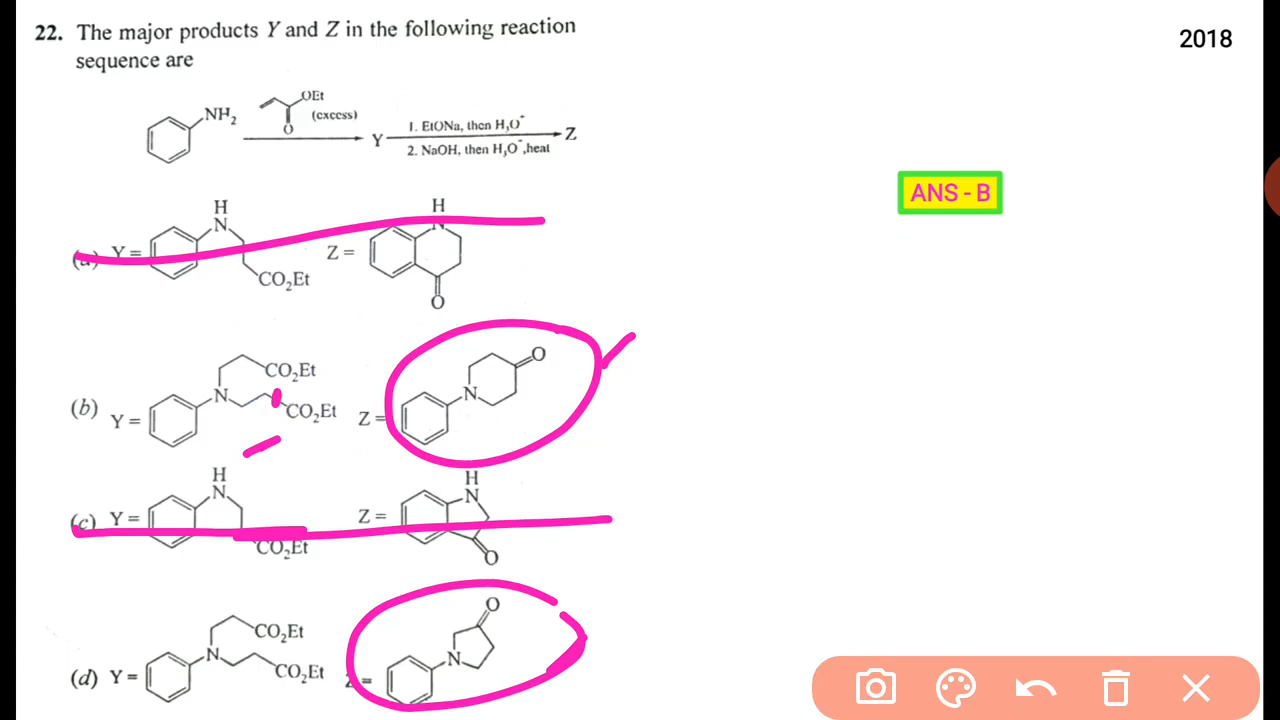 22. The major products Y and Z in the following reaction
sequence are
2018
NH₂
OEt
O
(excess)
Y
1. EtONa, then H₃O⁺
2. NaOH, then H₃O⁺, heat
Z
ANS - B
(a) Y =
H
N
CO₂Et
Z =
H
N
O
(b) Y =
N
CO₂Et
CO₂Et
Z =
N
O
(c) Y =
H
N
CO₂Et
Z =
H
N
O
(d) Y =
N
CO₂Et
CO₂Et
Z =
N
O